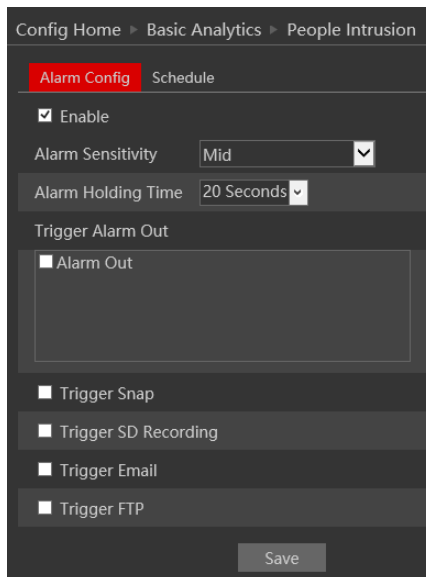 Config Home ▶ Basic Analytics ▶ People Intrusion
Alarm Config Schedule
Enable
Alarm Sensitivity Mid
Alarm Holding Time 20 Seconds
Trigger Alarm Out
Alarm Out
Trigger Snap
Trigger SD Recording
Trigger Email
Trigger FTP
Save